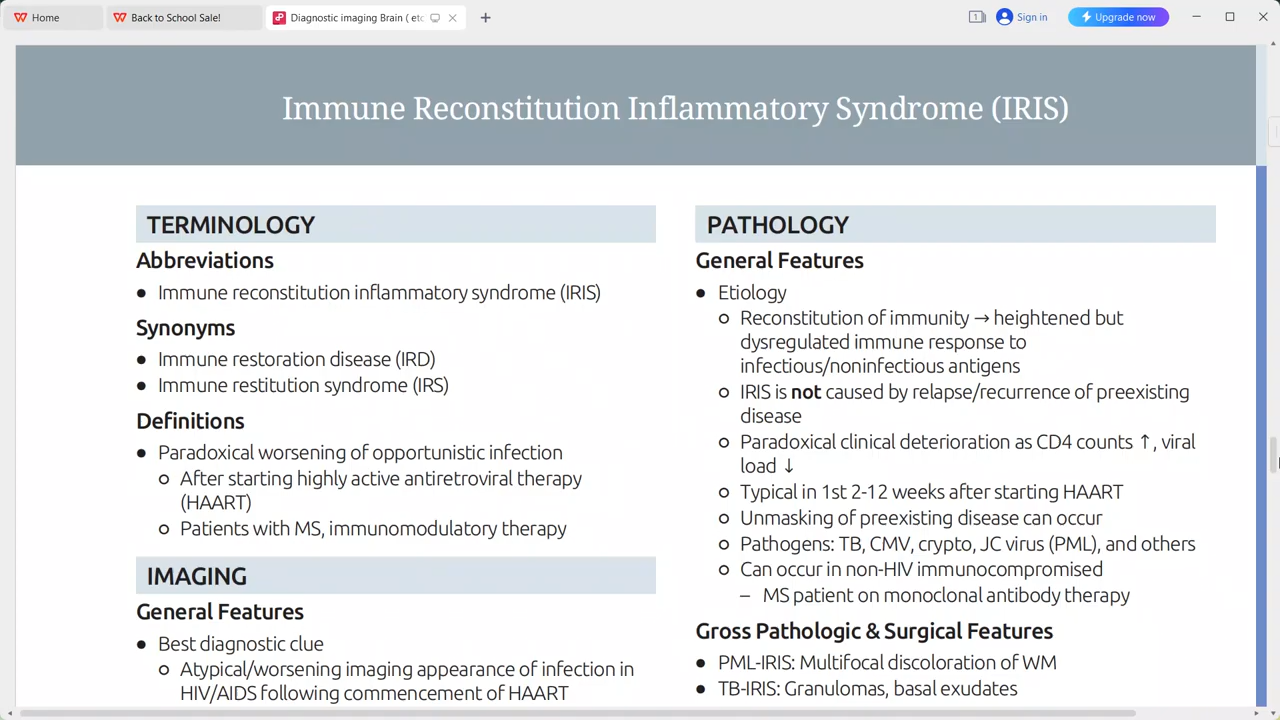 Home
Back to School Sale!
Diagnostic imaging Brain ( etc
1
Sign in
Upgrade now
Immune Reconstitution Inflammatory Syndrome (IRIS)
TERMINOLOGY
Abbreviations
● Immune reconstitution inflammatory syndrome (IRIS)
Synonyms
● Immune restoration disease (IRD)
● Immune restitution syndrome (IRS)
Definitions
● Paradoxical worsening of opportunistic infection
○ After starting highly active antiretroviral therapy
(HAART)
○ Patients with MS, immunomodulatory therapy
IMAGING
General Features
● Best diagnostic clue
○ Atypical/worsening imaging appearance of infection in
HIV/AIDS following commencement of HAART
PATHOLOGY
General Features
● Etiology
○ Reconstitution of immunity → heightened but
dysregulated immune response to
infectious/noninfectious antigens
○ IRIS is not caused by relapse/recurrence of preexisting
disease
○ Paradoxical clinical deterioration as CD4 counts ↑, viral
load ↓
○ Typical in 1st 2-12 weeks after starting HAART
○ Unmasking of preexisting disease can occur
○ Pathogens: TB, CMV, crypto, JC virus (PML), and others
○ Can occur in non-HIV immunocompromised
– MS patient on monoclonal antibody therapy
Gross Pathologic & Surgical Features
● PML-IRIS: Multifocal discoloration of WM
● TB-IRIS: Granulomas, basal exudates